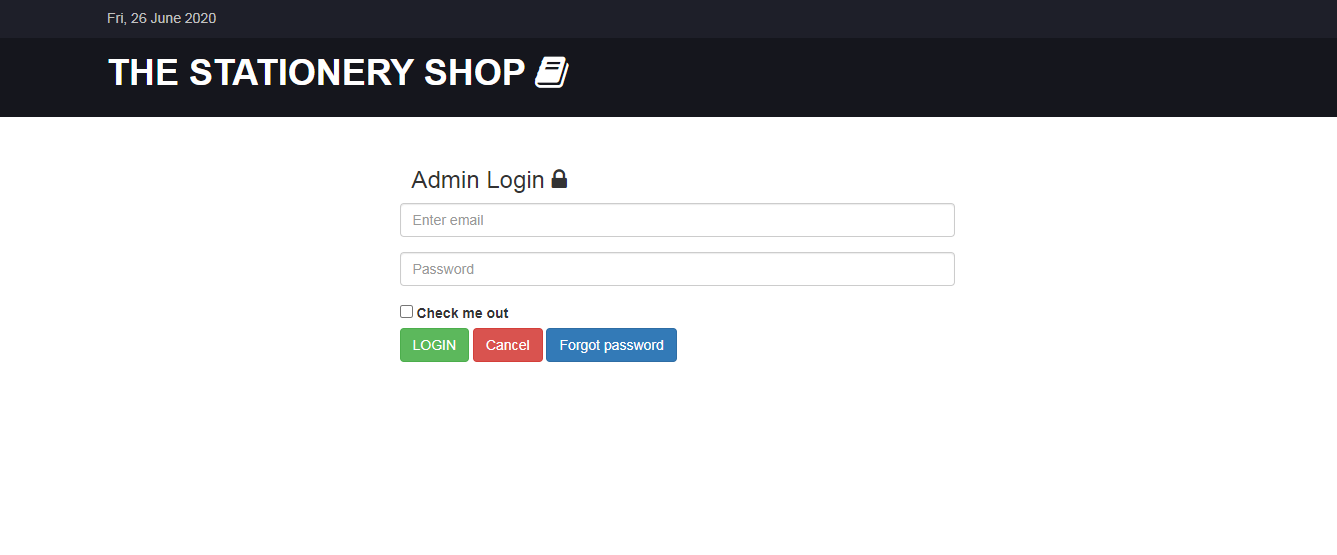 Fri, 26 June 2020
THE STATIONERY SHOP
Admin Login
Enter email
Password
Check me out
LOGIN Cancel Forgot password